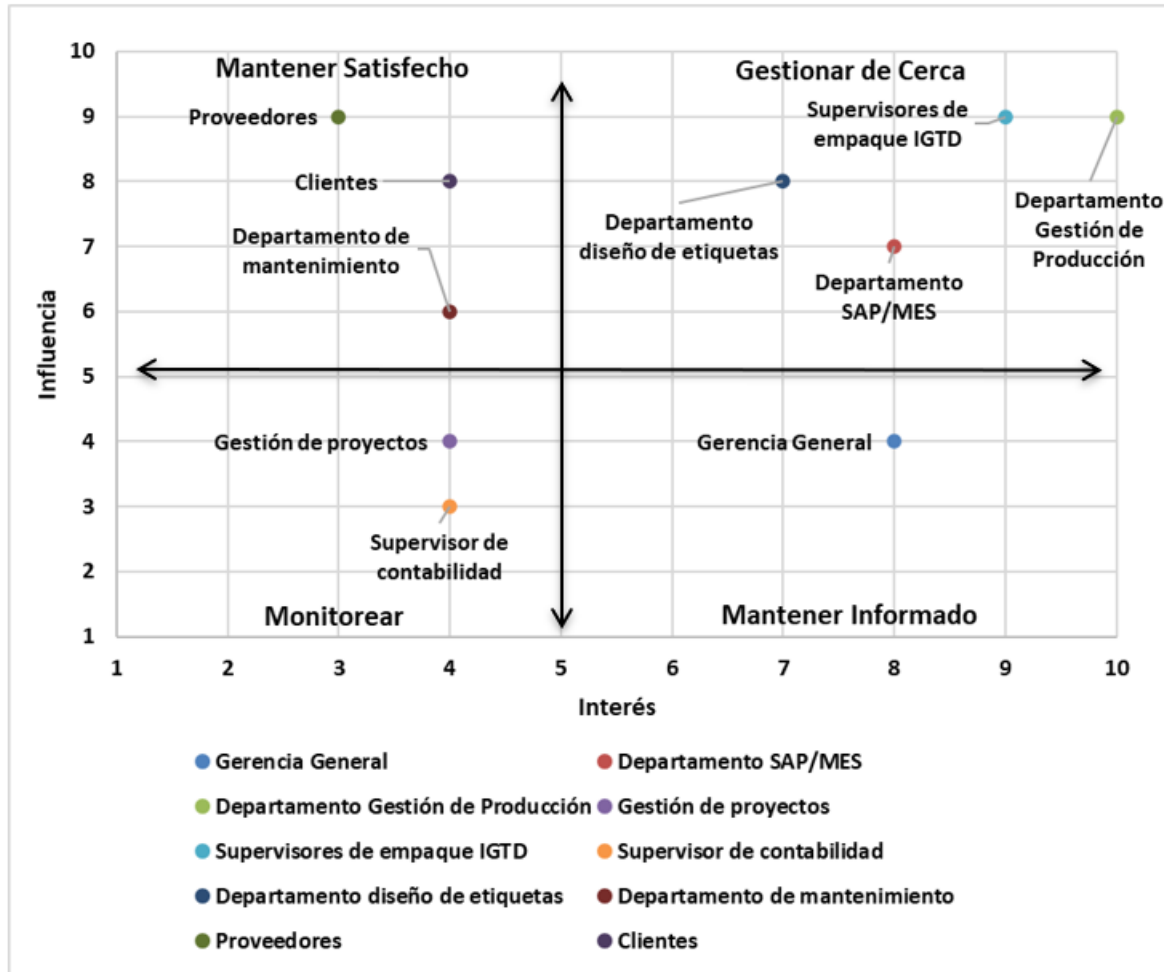 Mantener Satisfecho
Gestionar de Cerca
10
9
8
7
6
5
4
3
2
1
Influencia
Proveedores
Clientes
Departamento de
mantenimiento
Supervisores de
empaque IGTD
Departamento
diseño de etiquetas
Departamento
Gestión de
Producción
Departamento
SAP/MES
Gestión de proyectos
Gerencia General
Supervisor de
contabilidad
Monitorear
Mantener Informado
1 2 3 4 5 6 7 8 9 10
Interés
Gerencia General
Departamento SAP/MES
Departamento Gestión de Producción
Gestión de proyectos
Supervisores de empaque IGTD
Supervisor de contabilidad
Departamento diseño de etiquetas
Departamento de mantenimiento
Proveedores
Clientes